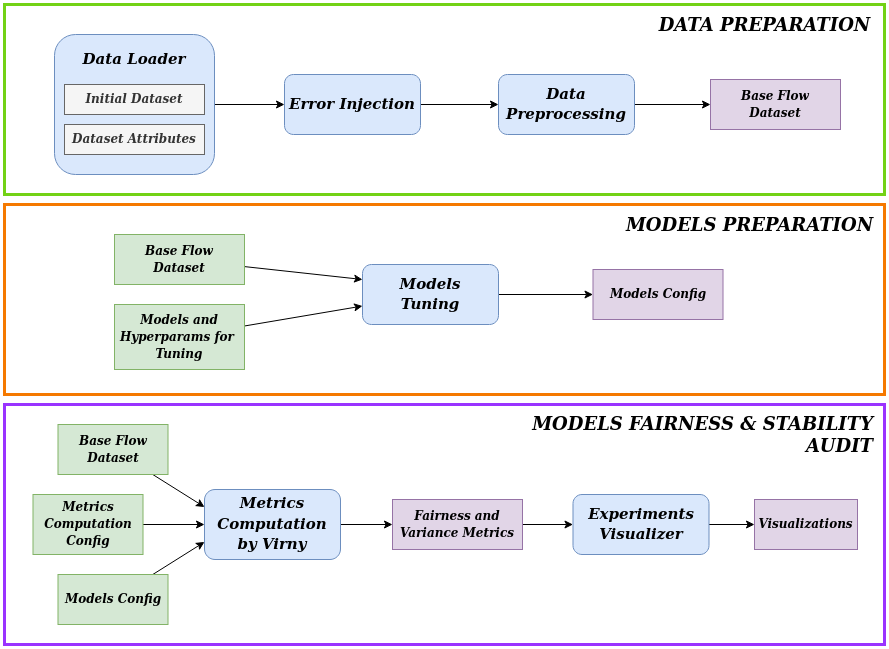 DATA PREPARATION
Data Loader
Initial Dataset
Dataset Attributes
Error Injection
Data
Preprocessing
Base Flow
Dataset
MODELS PREPARATION
Base Flow
Dataset
Models and
Hyperparams for
Tuning
Models
Tuning
Models Config
MODELS FAIRNESS & STABILITY
AUDIT
Base Flow
Dataset
Metrics
Computation
Config
Models Config
Metrics
Computation
by Virny
Fairness and
Variance Metrics
Experiments
Visualizer
Visualizations